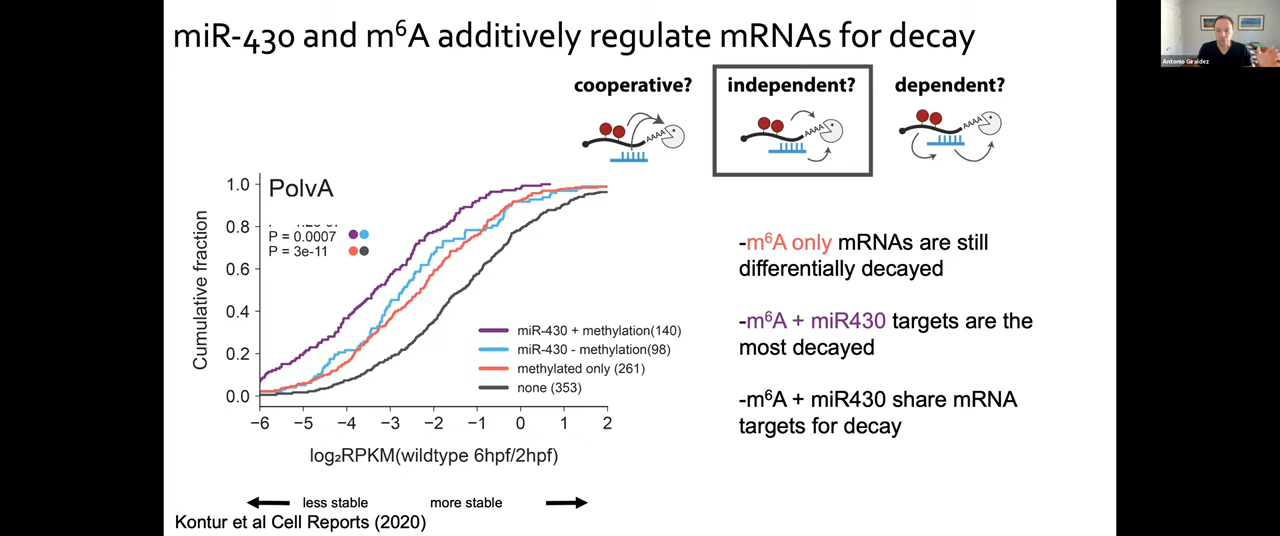 miR-430 and m⁶A additively regulate mRNAs for decay
Antonio Giraldez
cooperative?
independent?
dependent?
AAAA
AAAA
AAAA
PolyA
P = 0.0007
P = 3e-11
Cumulative fraction
1.0
0.8
0.6
0.4
0.2
0.0
miR-430 + methylation(140)
miR-430 - methylation(98)
methylated only (261)
none (353)
−6 −5 −4 −3 −2 −1 0 1 2
log₂RPKM(wildtype 6hpf/2hpf)
less stable more stable
Kontur et al Cell Reports (2020)
-m⁶A only mRNAs are still
differentially decayed
-m⁶A + miR430 targets are the
most decayed
-m⁶A + miR430 share mRNA
targets for decay